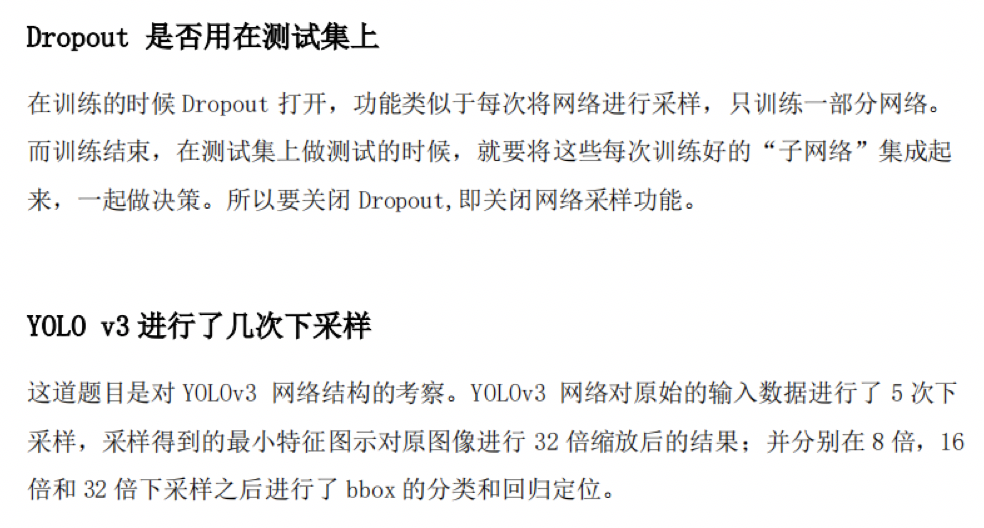 Dropout 是否用在测试集上
在训练的时候 Dropout 打开，功能类似于每次将网络进行采样，只训练一部分网络。
而训练结束，在测试集上做测试的时候，就要将这些每次训练好的“子网络”集成起
来，一起做决策。所以要关闭 Dropout,即关闭网络采样功能。
YOLO v3 进行了几次下采样
这道题目是对 YOLOv3 网络结构的考察。YOLOv3 网络对原始的输入数据进行了 5 次下
采样，采样得到的最小特征图示对原图像进行 32 倍缩放后的结果；并分别在 8 倍，16
倍和 32 倍下采样之后进行了 bbox 的分类和回归定位。